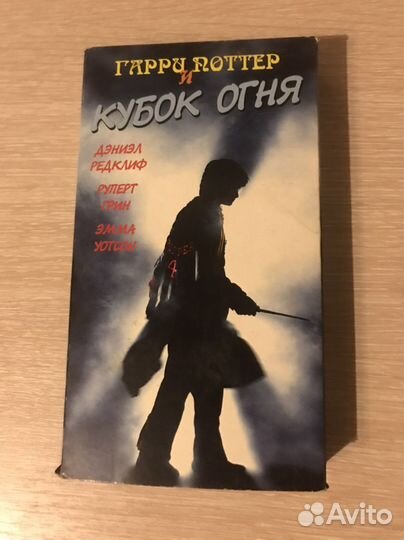 ГАРРИ ПОТТЕР
И
КУБОК ОГНЯ
ДЭНИЭЛ
РЕДКЛИФ
РУПЕРТ
ГРИН
ЭММА
УОТСОН
Avito